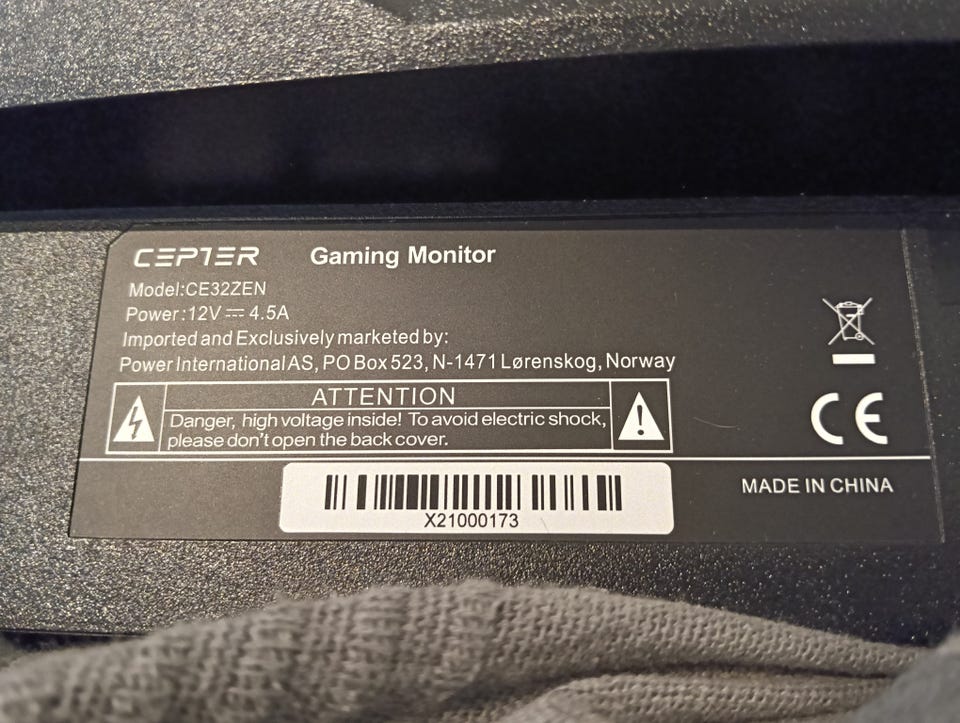 CEPTER Gaming Monitor
Model:CE32ZEN
Power:12V ⎓ 4.5A
Imported and Exclusively marketed by:
Power International AS, PO Box 523, N-1471 Lørenskog, Norway
ATTENTION
Danger, high voltage inside! To avoid electric shock,
please don't open the back cover.
CE
MADE IN CHINA
X21000173